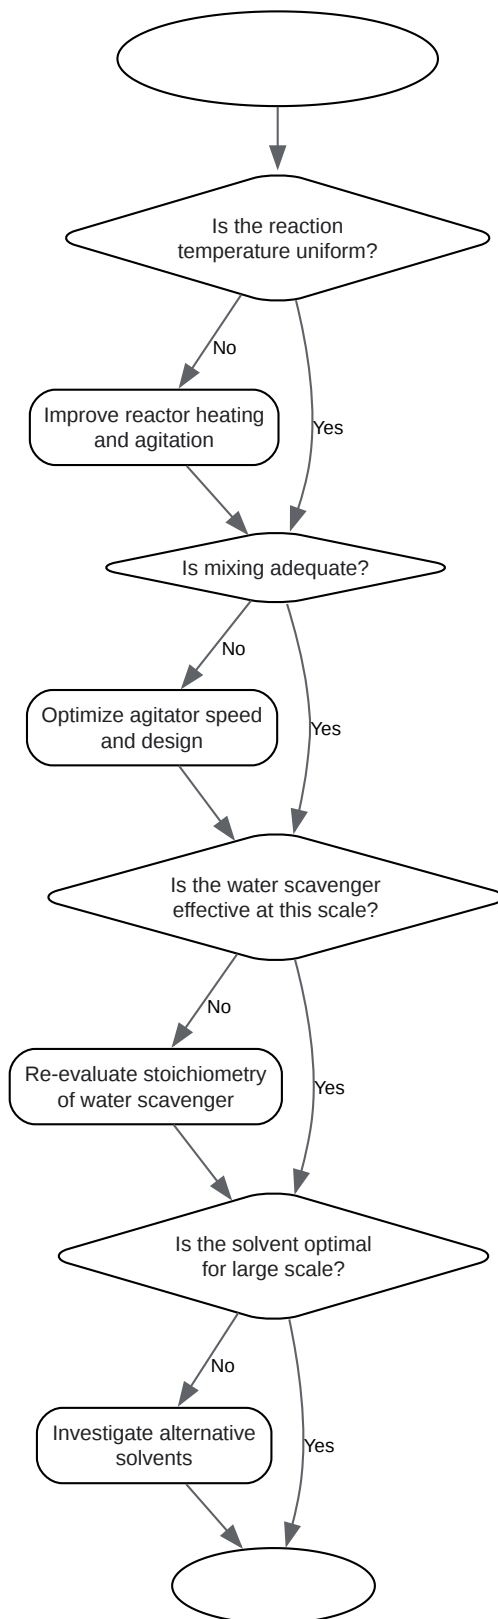 Is the reaction
temperature uniform?
No
Improve reactor heating
and agitation
Yes
Is mixing adequate?
No
Optimize agitator speed
and design
Yes
Is the water scavenger
effective at this scale?
No
Re-evaluate stoichiometry
of water scavenger
Yes
Is the solvent optimal
for large scale?
No
Investigate alternative
solvents
Yes